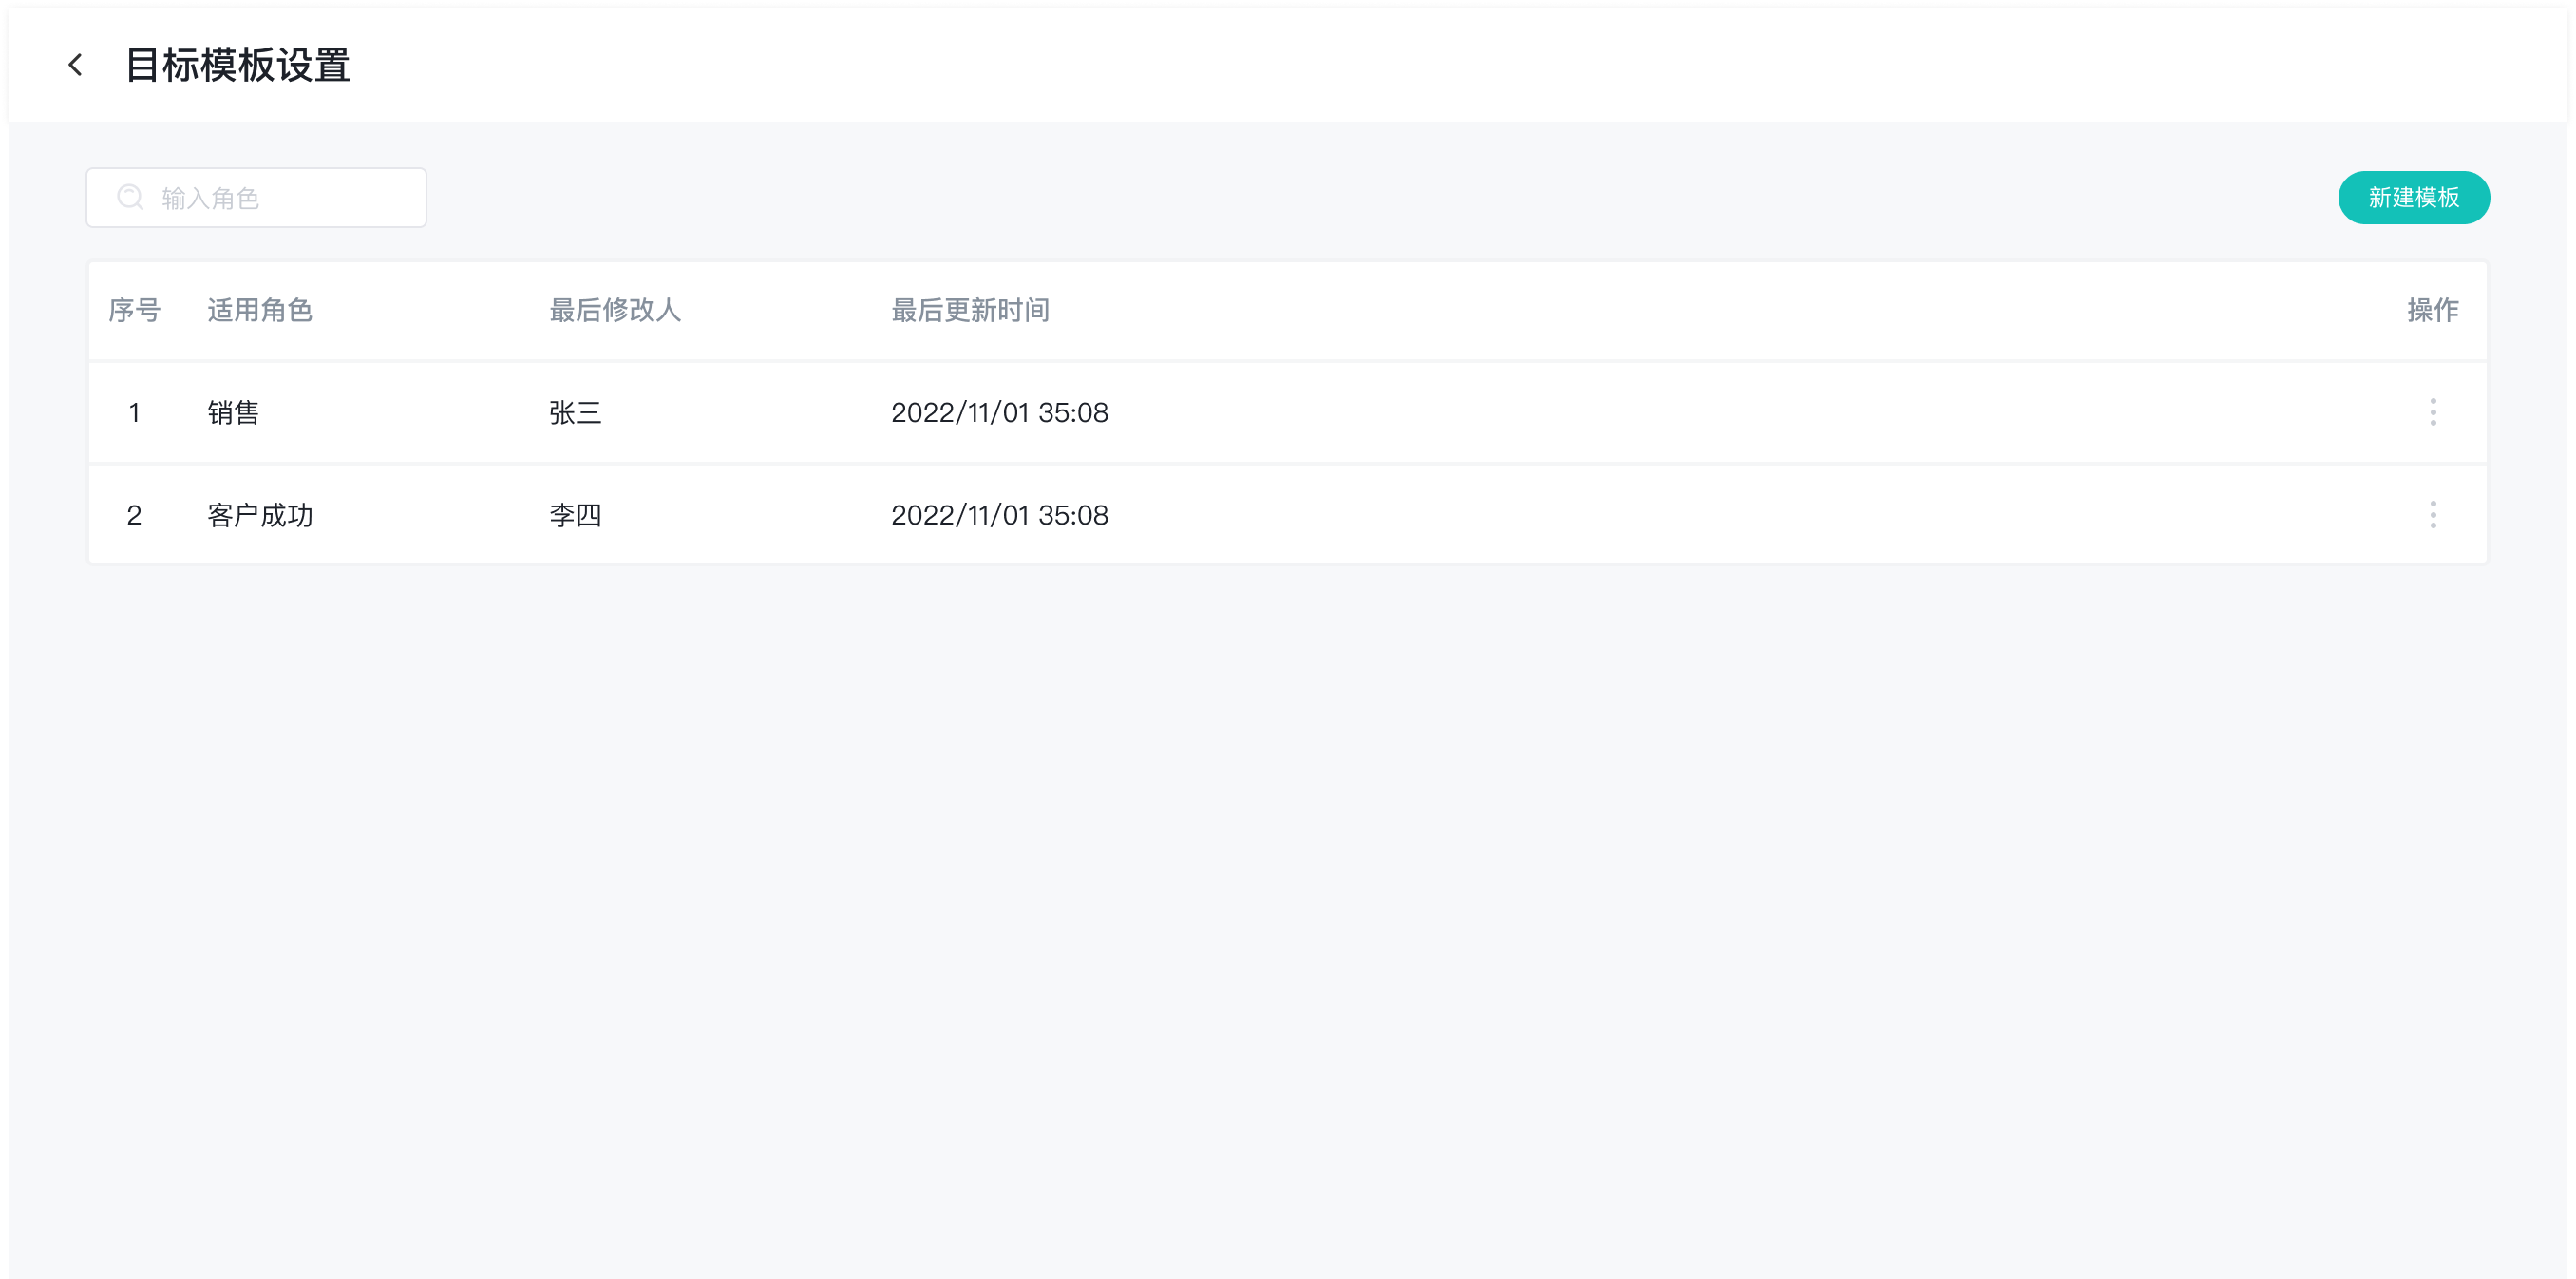 目标模板设置
输入角色
新建模板
序号 适用角色 最后修改人 最后更新时间 操作
1 销售 张三 2022/11/01 35:08
2 客户成功 李四 2022/11/01 35:08